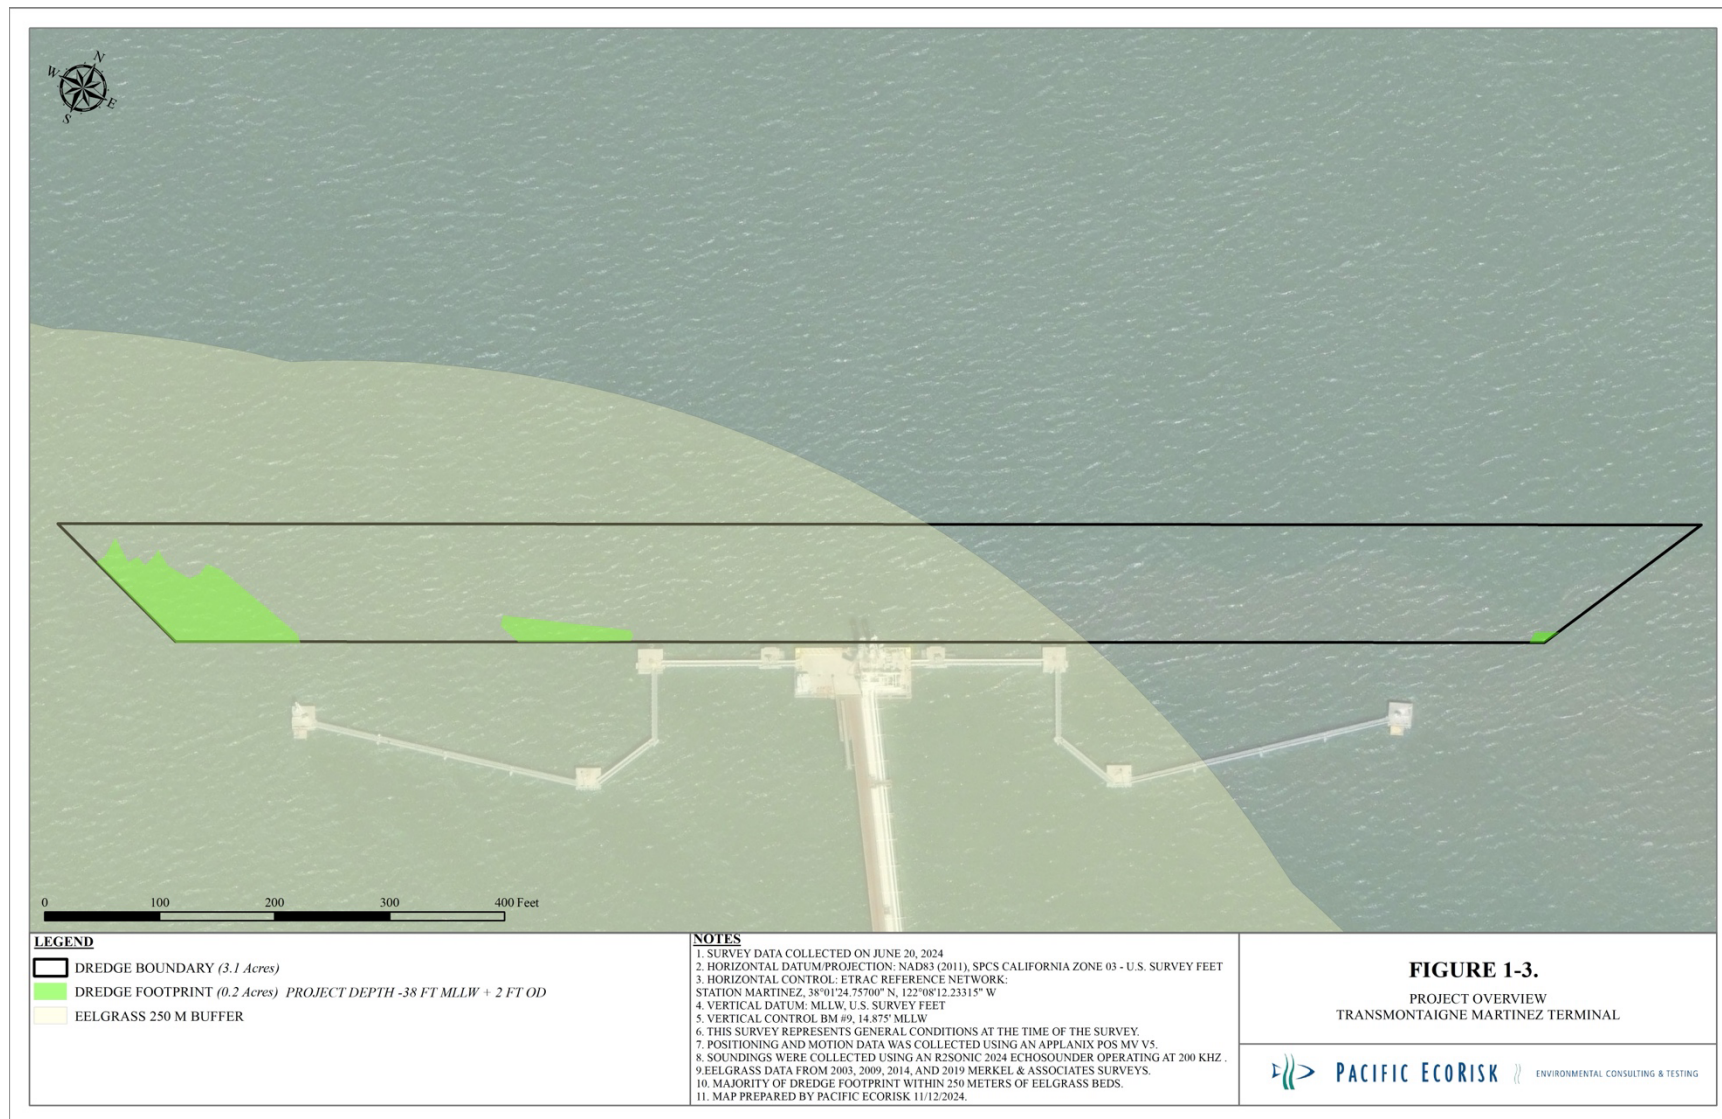 N
W
E
S
0 100 200 300 400 Feet
LEGEND
DREDGE BOUNDARY (3.1 Acres)
DREDGE FOOTPRINT (0.2 Acres) PROJECT DEPTH -38 FT MLLW + 2 FT OD
EELGRASS 250 M BUFFER
NOTES
1. SURVEY DATA COLLECTED ON JUNE 20, 2024
2. HORIZONTAL DATUM/PROJECTION: NAD83 (2011), SPCS CALIFORNIA ZONE 03 - U.S. SURVEY FEET
3. HORIZONTAL CONTROL: ETRAC REFERENCE NETWORK:
STATION MARTINEZ, 38°01'24.75700" N, 122°08'12.23315" W
4. VERTICAL DATUM: MLLW, U.S. SURVEY FEET
5. VERTICAL CONTROL BM #9, 14.875' MLLW
6. THIS SURVEY REPRESENTS GENERAL CONDITIONS AT THE TIME OF THE SURVEY.
7. POSITIONING AND MOTION DATA WAS COLLECTED USING AN APPLANIX POS MV V5.
8. SOUNDINGS WERE COLLECTED USING AN R2SONIC 2024 ECHOSOUNDER OPERATING AT 200 KHZ .
9.EELGRASS DATA FROM 2003, 2009, 2014, AND 2019 MERKEL & ASSOCIATES SURVEYS.
10. MAJORITY OF DREDGE FOOTPRINT WITHIN 250 METERS OF EELGRASS BEDS.
11. MAP PREPARED BY PACIFIC ECORISK 11/12/2024.
FIGURE 1-3.
PROJECT OVERVIEW
TRANSMONTAIGNE MARTINEZ TERMINAL
PACIFIC ECORISK ENVIRONMENTAL CONSULTING & TESTING